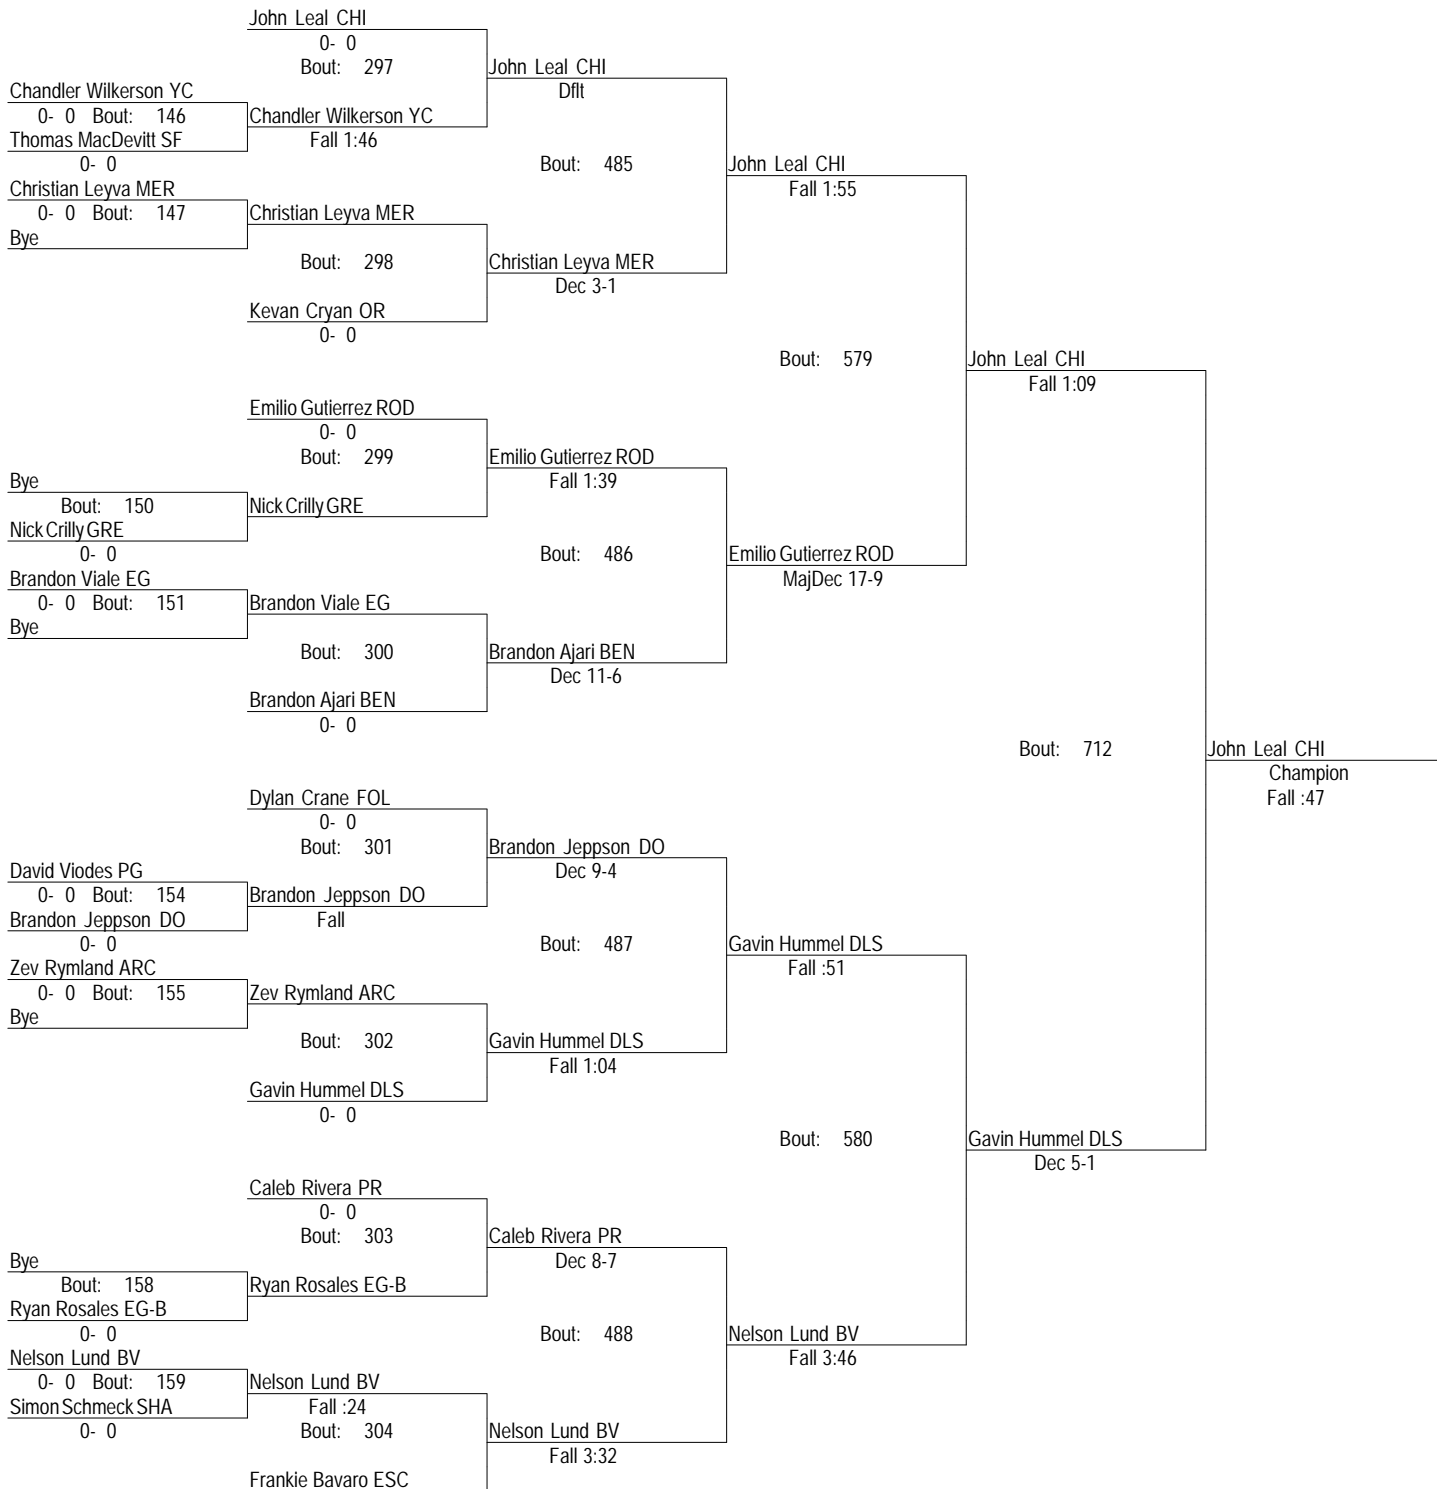 John Leal CHI
0- 0
Bout: 297
John Leal CHI
Dflt
Chandler Wilkerson YC
0- 0 Bout: 146
Chandler Wilkerson YC
Fall 1:46
Thomas MacDevitt SF
0- 0
Bout: 485
John Leal CHI
Fall 1:55
Christian Leyva MER
0- 0 Bout: 147
Christian Leyva MER
Bye
Bout: 298
Christian Leyva MER
Dec 3-1
Kevan Cryan OR
0- 0
Bout: 579
John Leal CHI
Fall 1:09
Emilio Gutierrez ROD
0- 0
Bout: 299
Emilio Gutierrez ROD
Fall 1:39
Bye
Bout: 150
Nick Crilly GRE
Nick Crilly GRE
0- 0
Bout: 486
Emilio Gutierrez ROD
MajDec 17-9
Brandon Viale EG
0- 0 Bout: 151
Brandon Viale EG
Bye
Bout: 300
Brandon Ajari BEN
Dec 11-6
Brandon Ajari BEN
0- 0
Bout: 712
John Leal CHI
Champion
Fall :47
Dylan Crane FOL
0- 0
Bout: 301
Brandon Jeppson DO
Dec 9-4
David Viodes PG
0- 0 Bout: 154
Brandon Jeppson DO
Fall
Brandon Jeppson DO
0- 0
Bout: 487
Gavin Hummel DLS
Fall :51
Zev Rymland ARC
0- 0 Bout: 155
Zev Rymland ARC
Bye
Bout: 302
Gavin Hummel DLS
Fall 1:04
Gavin Hummel DLS
0- 0
Bout: 580
Gavin Hummel DLS
Dec 5-1
Caleb Rivera PR
0- 0
Bout: 303
Caleb Rivera PR
Dec 8-7
Bye
Bout: 158
Ryan Rosales EG-B
Ryan Rosales EG-B
0- 0
Bout: 488
Nelson Lund BV
Fall 3:46
Nelson Lund BV
0- 0 Bout: 159
Nelson Lund BV
Fall :24
Simon Schmeck SHA
0- 0
Bout: 304
Nelson Lund BV
Fall 3:32
Frankie Bavaro ESC